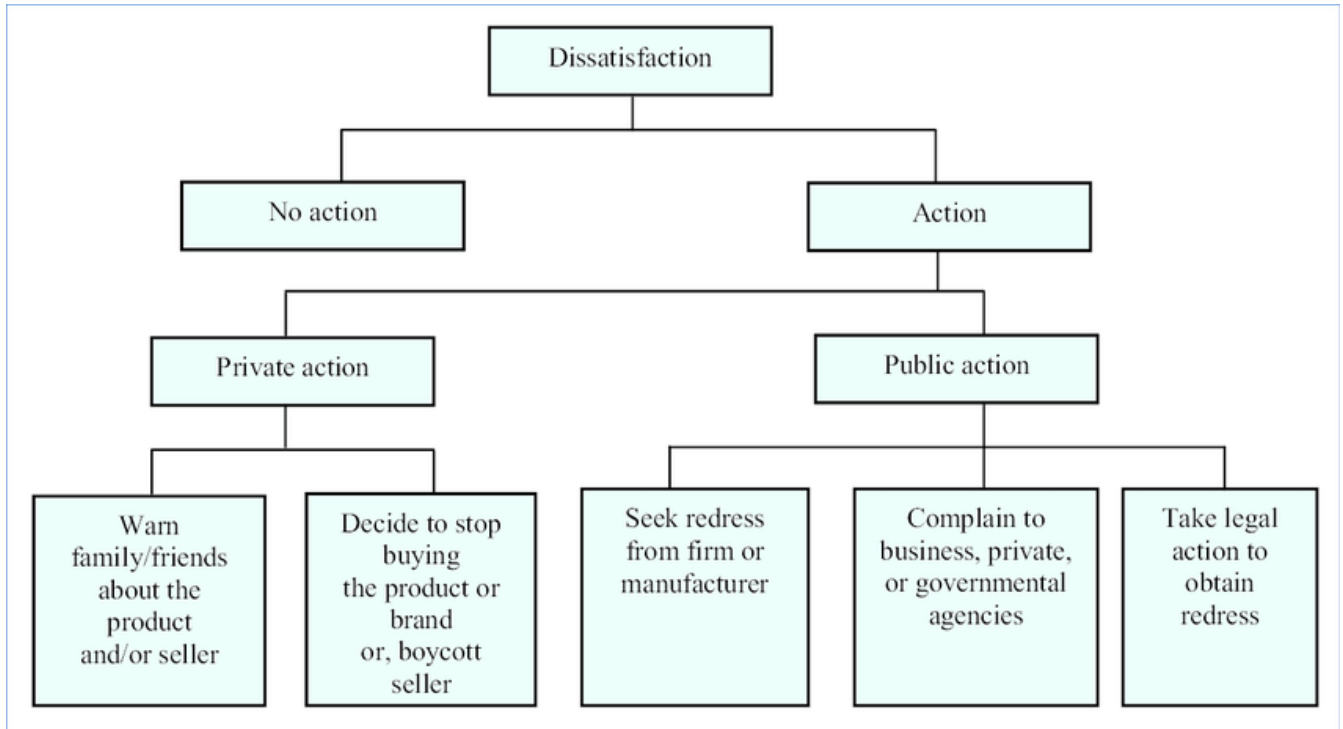 Dissatisfaction
No action
Action
Private action
Public action
Warn
family/friends
about the
product
and/or seller
Decide to stop
buying
the product or
brand
or, boycott
seller
Seek redress
from firm or
manufacturer
Complain to
business, private,
or governmental
agencies
Take legal
action to
obtain
redress